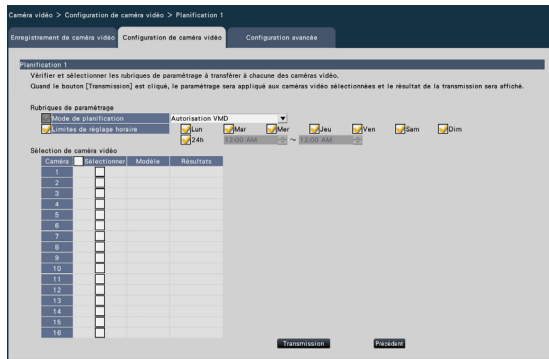 Caméra vidéo > Configuration de caméra vidéo > Planification 1
Enregistrement de caméra vidéo Configuration de caméra vidéo Configuration avancée
Planification 1
Vérifier et sélectionner les rubriques de paramétrage à transférer à chacune des caméras vidéo.
Quand le bouton [Transmission] est cliqué, le paramétrage sera appliqué aux caméras vidéo sélectionnées et le résultat de la transmission sera affiché.
Rubriques de paramétrage
Mode de planification Autorisation VMD
Limites de réglage horaire Lun Mar Mer Jeu Ven Sam Dim
24h 12:00 AM ~ 12:00 AM
Sélection de caméra vidéo
Caméra Sélectionner Modèle Résultats
1
2
3
4
5
6
7
8
9
10
11
12
13
14
15
16
Transmission Précédent